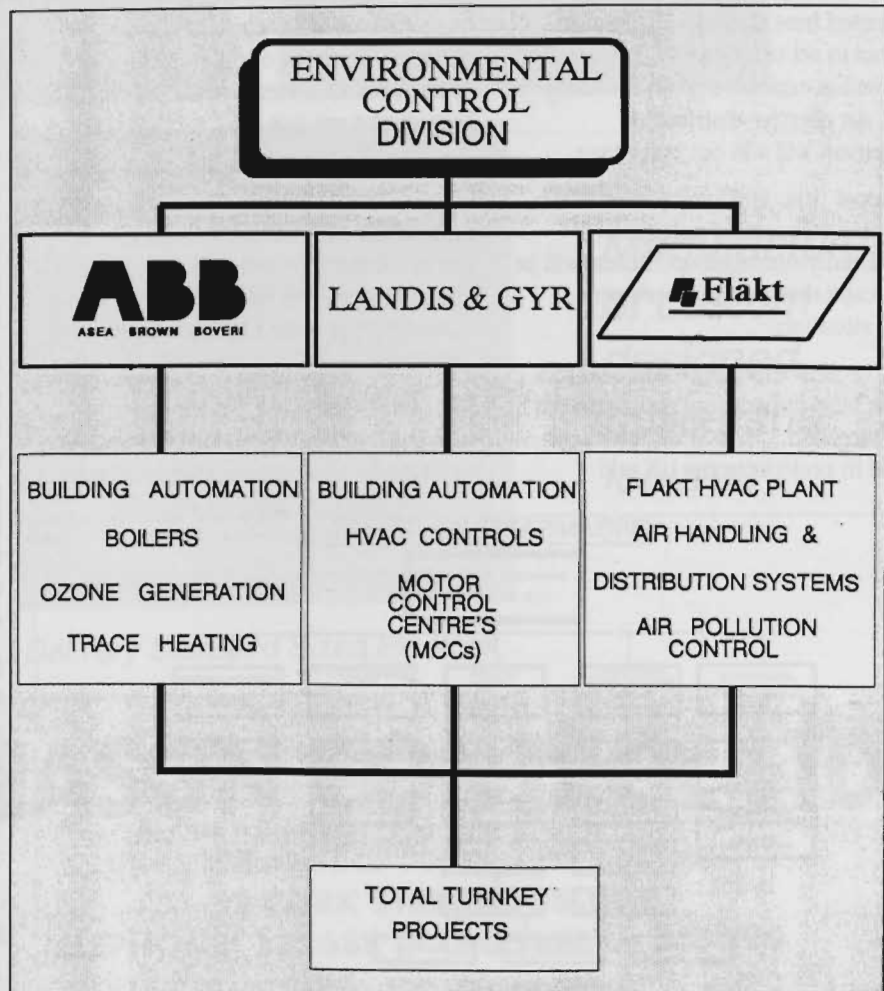 ENVIRONMENTAL
CONTROL
DIVISION
ABB
ASEA BROWN BOVERI
LANDIS & GYR
Fläkt
BUILDING AUTOMATION
BOILERS
OZONE GENERATION
TRACE HEATING
BUILDING AUTOMATION
HVAC CONTROLS
MOTOR
CONTROL
CENTRE'S
(MCCs)
FLAKT HVAC PLANT
AIR HANDLING &
DISTRIBUTION SYSTEMS
AIR POLLUTION
CONTROL
TOTAL TURNKEY
PROJECTS